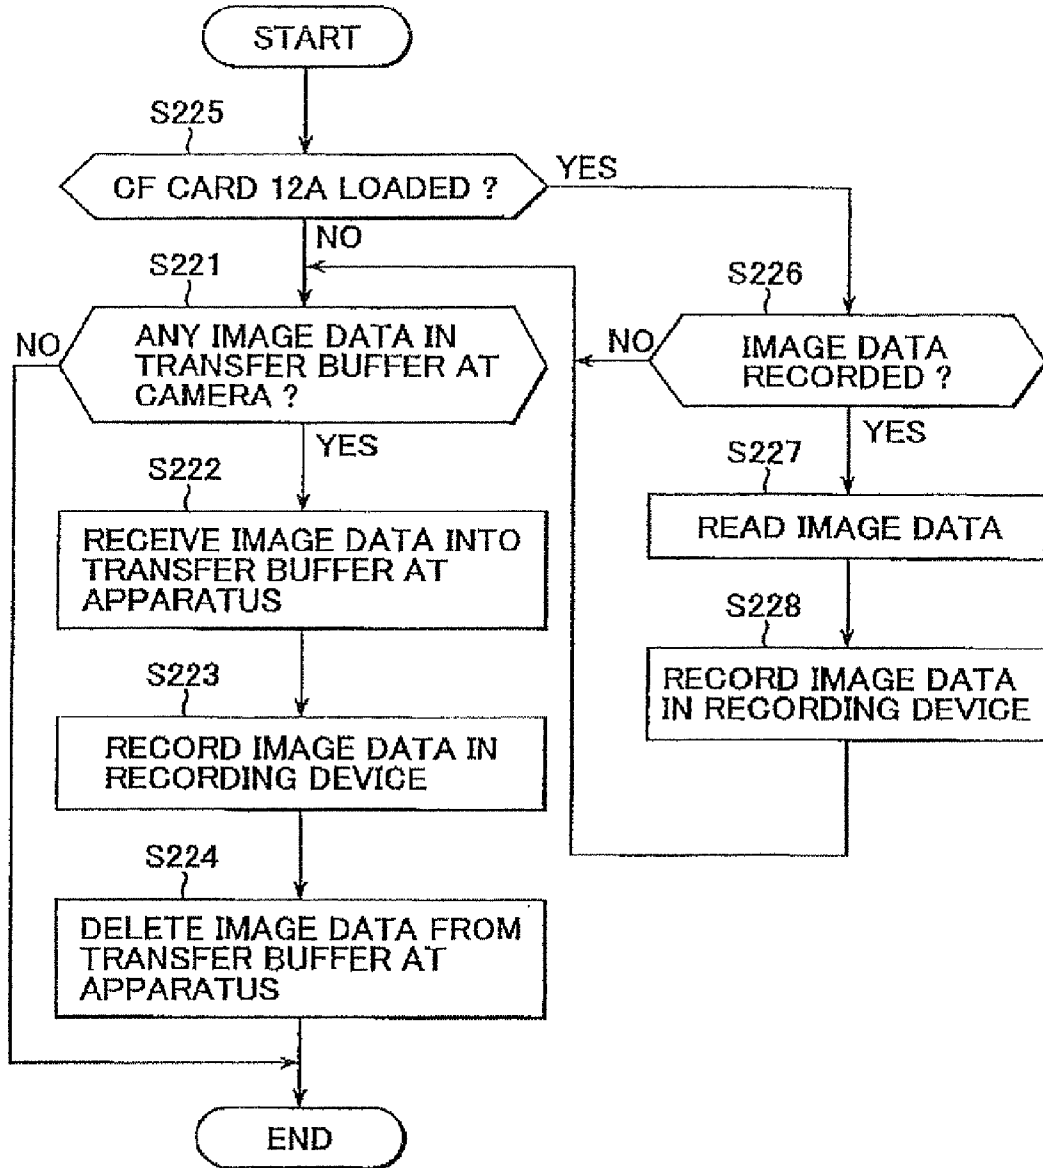 START
S225
CF CARD 12A LOADED ?
YES
NO
S221
S226
NO
ANY IMAGE DATA IN
TRANSFER BUFFER AT
CAMERA ?
NO
IMAGE DATA
RECORDED ?
YES
YES
S222
S227
RECEIVE IMAGE DATA INTO
TRANSFER BUFFER AT
APPARATUS
READ IMAGE DATA
S228
S223
RECORD IMAGE DATA
IN RECORDING DEVICE
RECORD IMAGE DATA IN
RECORDING DEVICE
S224
DELETE IMAGE DATA FROM
TRANSFER BUFFER AT
APPARATUS
END